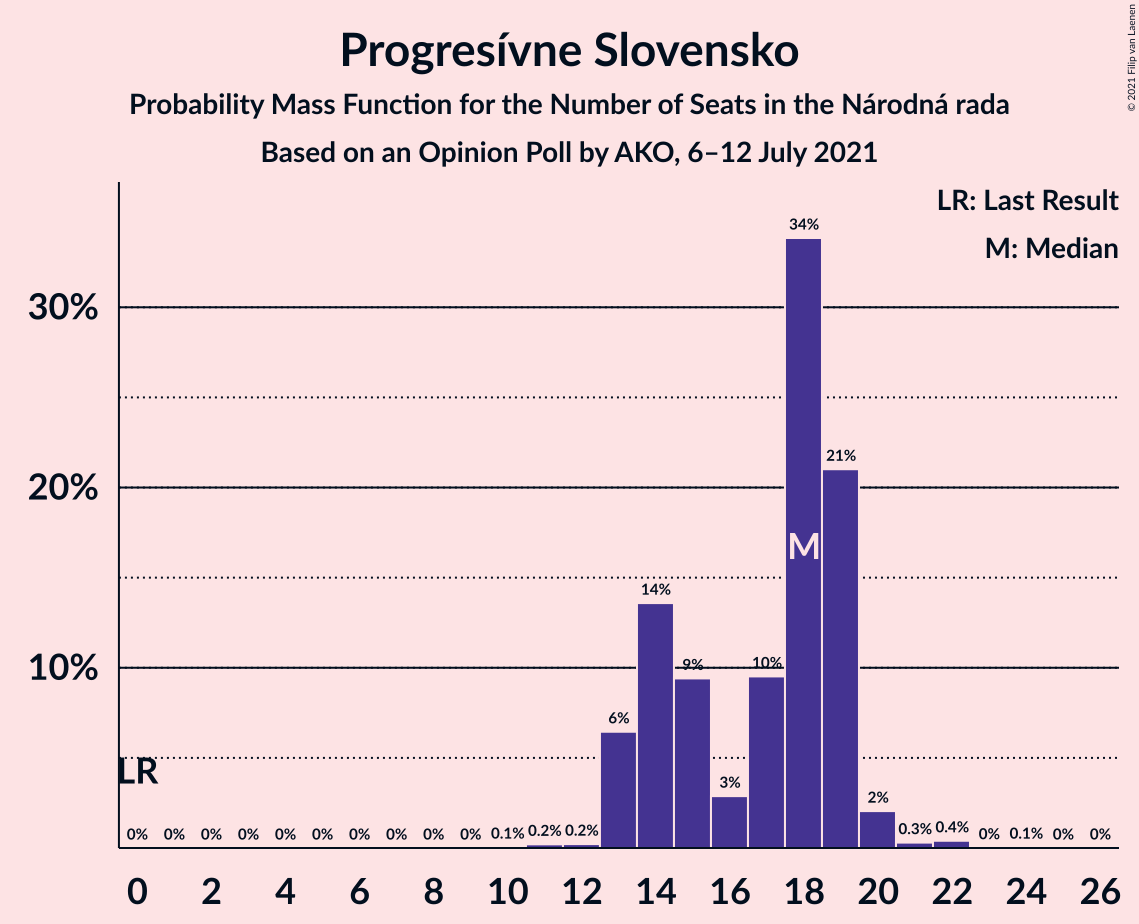 Progresívne Slovensko
Probability Mass Function for the Number of Seats in the Národná rada
Based on an Opinion Poll by AKO, 6–12 July 2021
© 2021 Filip van Laenen
LR: Last Result
M: Median
34%
30%
21%
20%
M
14%
10%
9%
10%
6%
LR
3%
2%
0% 0% 0% 0% 0% 0% 0% 0% 0% 0% 0.1% 0.2% 0.2% 0.3% 0.4% 0% 0.1% 0% 0%
0 2 4 6 8 10 12 14 16 18 20 22 24 26